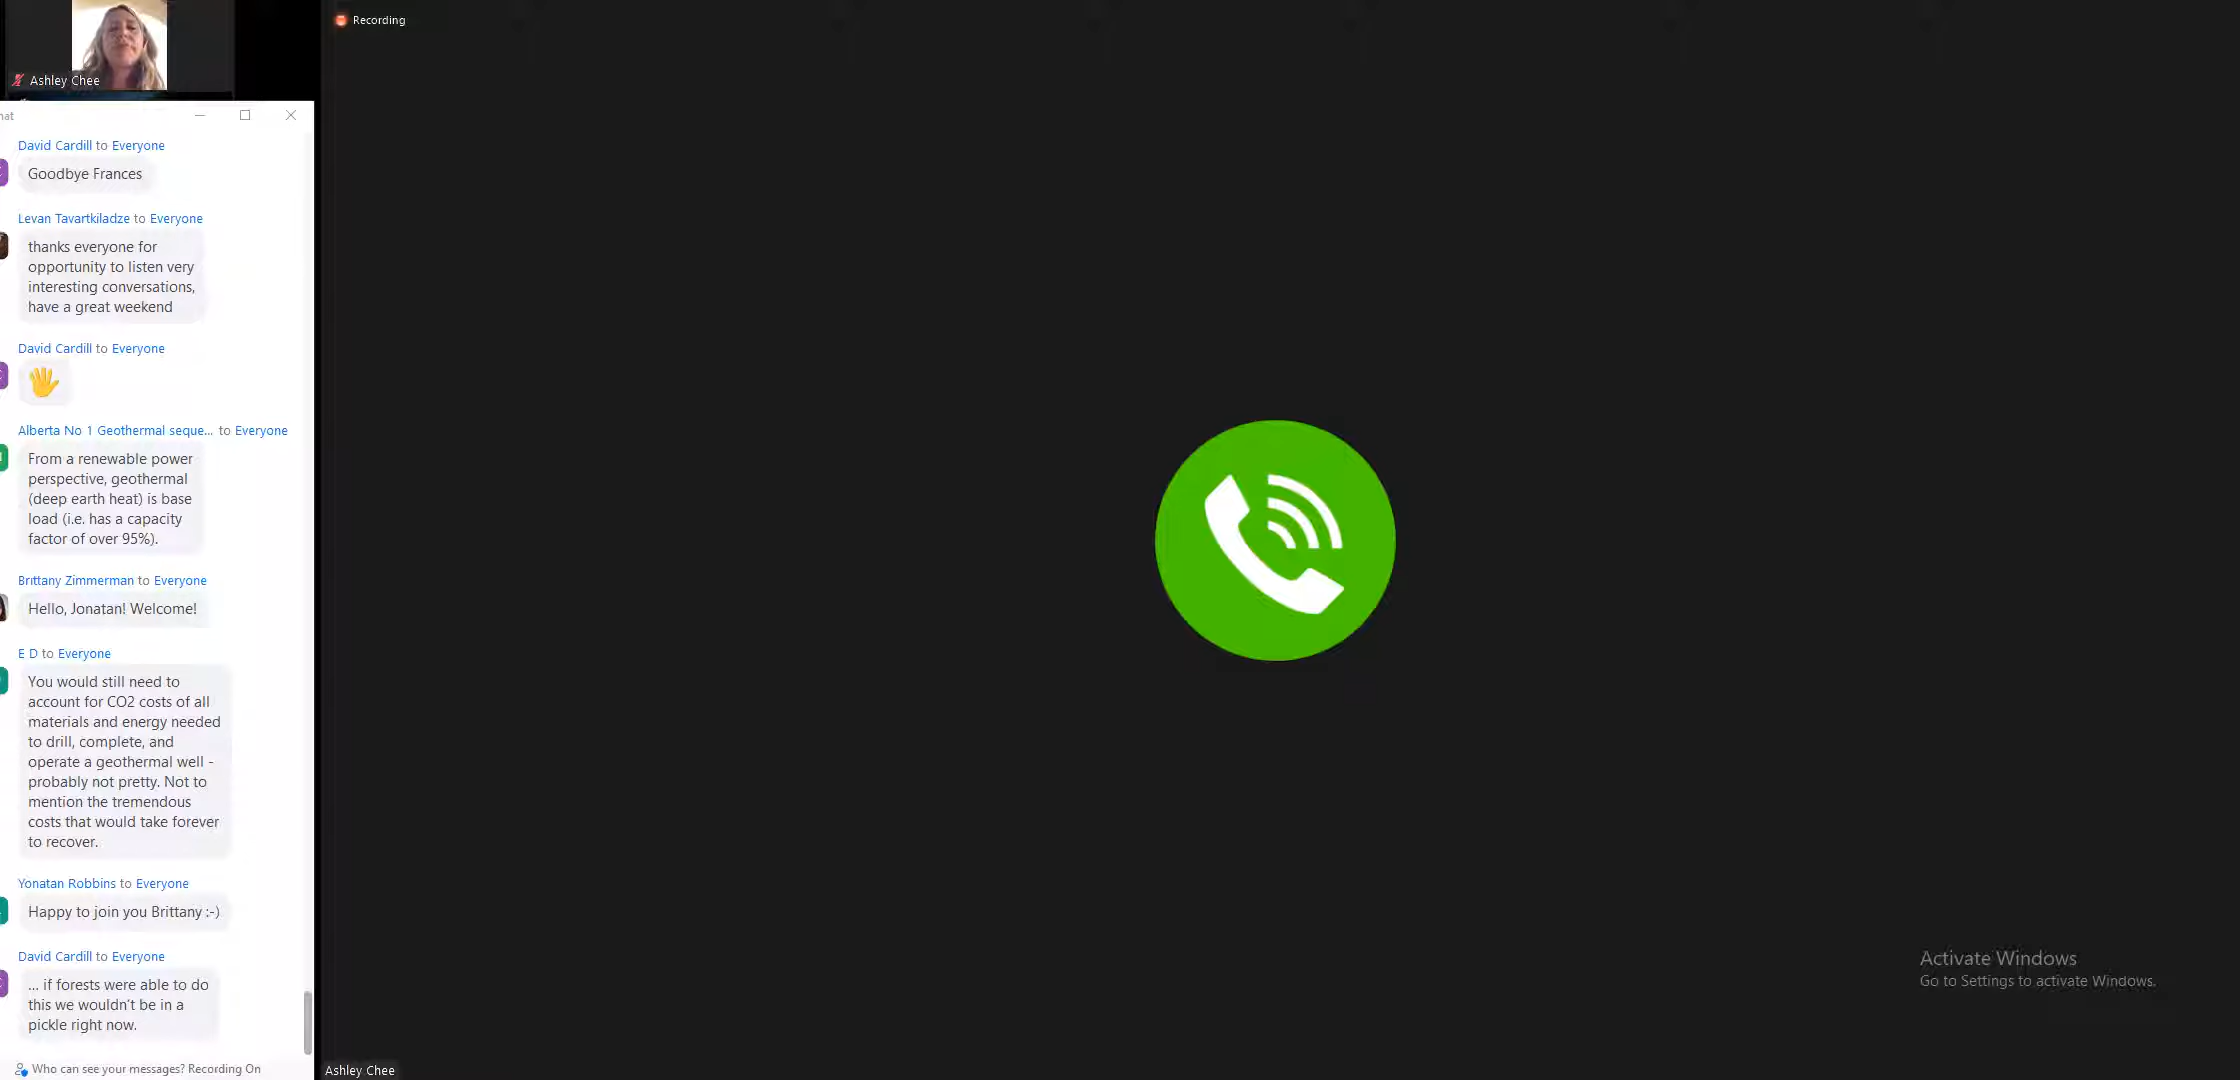 Recording
Ashley Chee
hat
David Cardill to Everyone
Goodbye Frances
Levan Tavartkiladze to Everyone
thanks everyone for
opportunity to listen very
interesting conversations,
have a great weekend
David Cardill to Everyone
Alberta No 1 Geothermal seque... to Everyone
From a renewable power
perspective, geothermal
(deep earth heat) is base
load (i.e. has a capacity
factor of over 95%).
Brittany Zimmerman to Everyone
Hello, Jonatan! Welcome!
E D to Everyone
You would still need to
account for CO2 costs of all
materials and energy needed
to drill, complete, and
operate a geothermal well -
probably not pretty. Not to
mention the tremendous
costs that would take forever
to recover.
Yonatan Robbins to Everyone
Happy to join you Brittany :-)
David Cardill to Everyone
... if forests were able to do
this we wouldn't be in a
pickle right now.
Who can see your messages? Recording On
Ashley Chee
Activate Windows
Go to Settings to activate Windows.